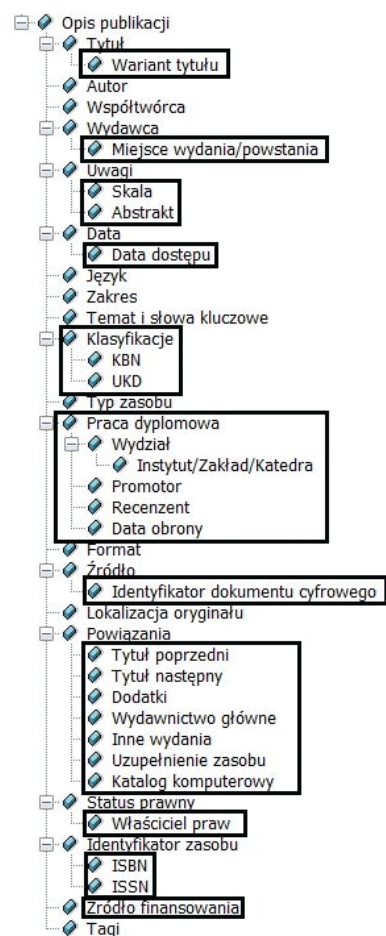 Opis publikacji
Tytuł
Wariant tytułu
Autor
Współtwórca
Wydawca
Miejsce wydania/powstania
Uwagi
Skala
Abstrakt
Data
Data dostępu
Język
Zakres
Temat i słowa kluczowe
Klasyfikacje
KBN
UKD
Typ zasobu
Praca dyplomowa
Wydział
Instytut/Zakład/Katedra
Promotor
Recenzent
Data obrony
Format
Źródło
Identyfikator dokumentu cyfrowego
Lokalizacja oryginału
Powiązania
Tytuł poprzedni
Tytuł następny
Dodatki
Wydawnictwo główne
Inne wydania
Uzupełnienie zasobu
Katalog komputerowy
Status prawny
Właściciel praw
Identyfikator zasobu
ISBN
ISSN
Źródło finansowania
Tagi